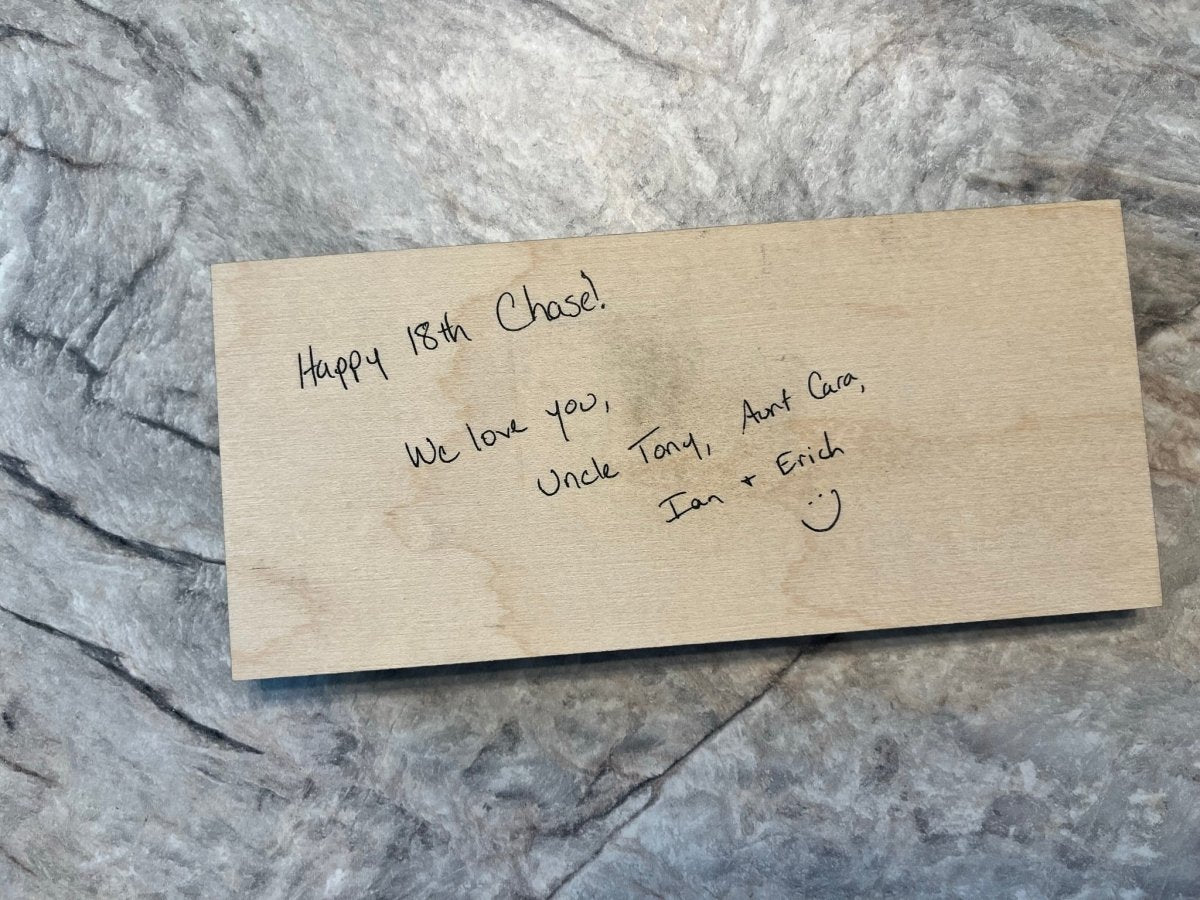 Happy 18th Chase!
We love you,
Uncle Tony, Aunt Cara,
Ian + Erich
:)